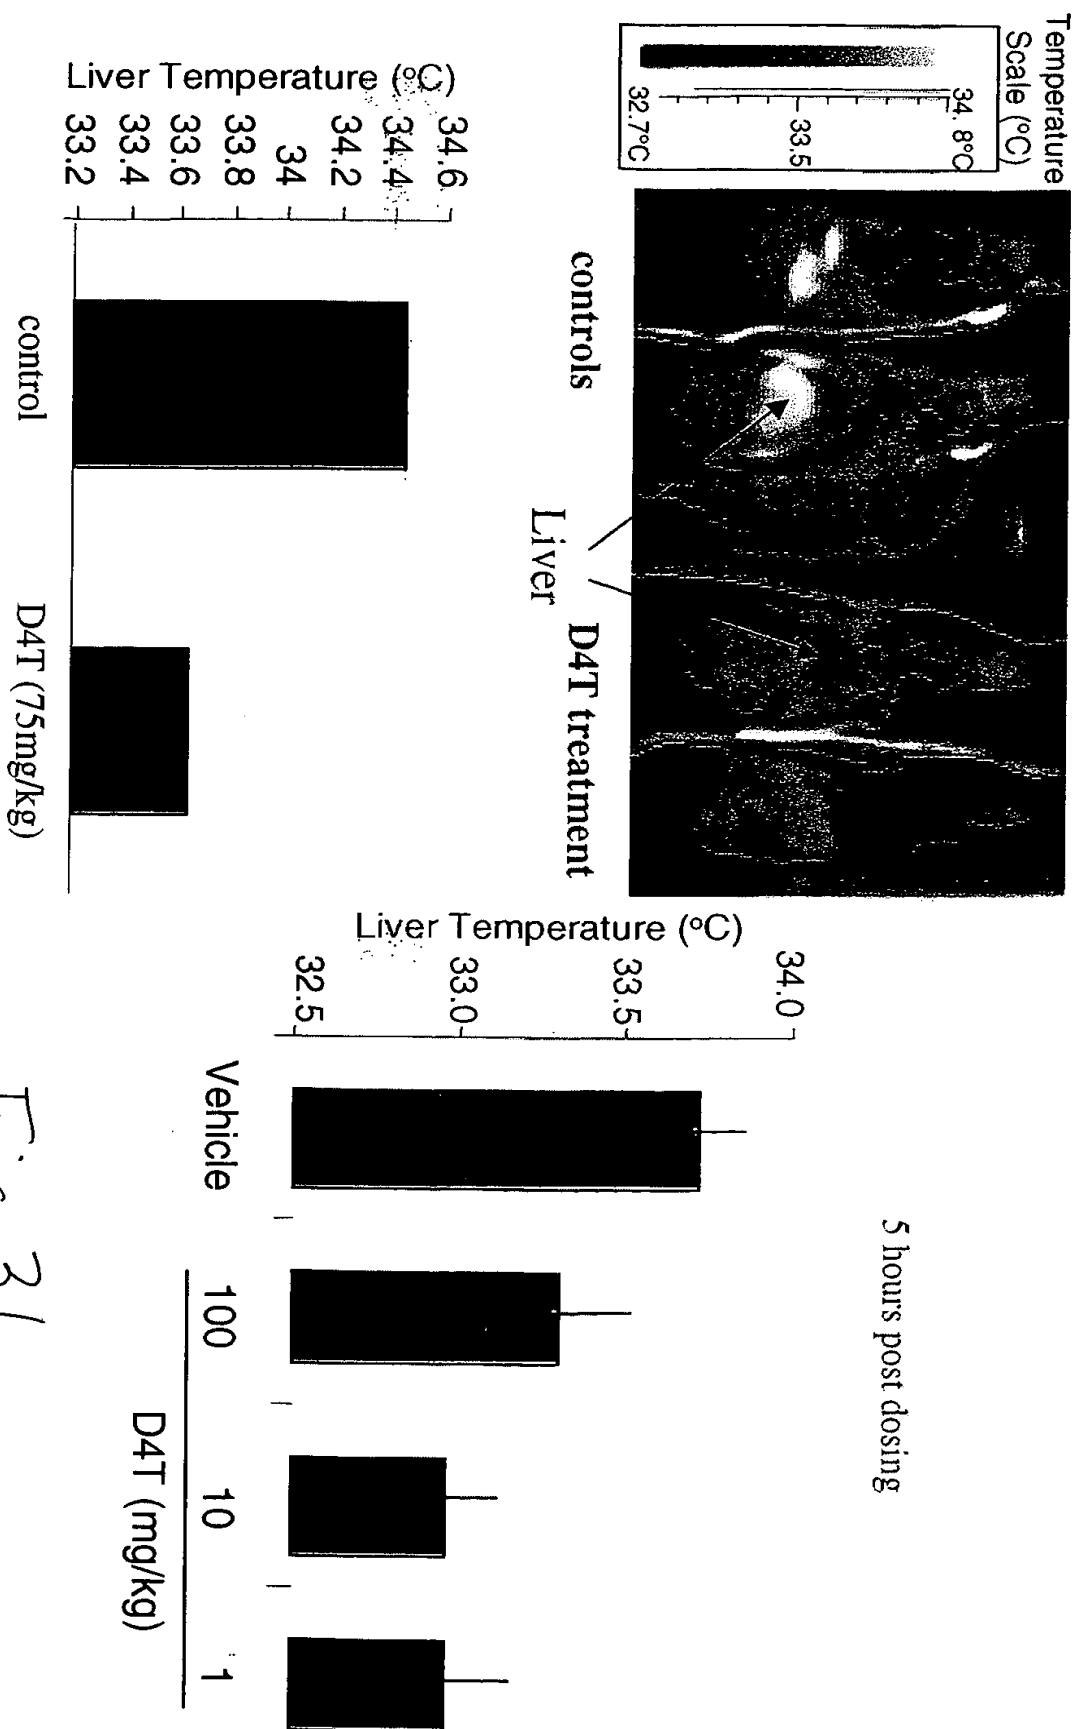 Temperature
Scale (°C)
34.8°C
33.5
32.7°C
controls
D4T treatment
Liver
Liver Temperature (°C)
34.6
34.4
34.2
34
33.8
33.6
33.4
33.2
control
D4T (75mg/kg)
5 hours post dosing
Liver Temperature (°C)
34.0
33.5
33.0
32.5
Vehicle
100
10
1
D4T (mg/kg)